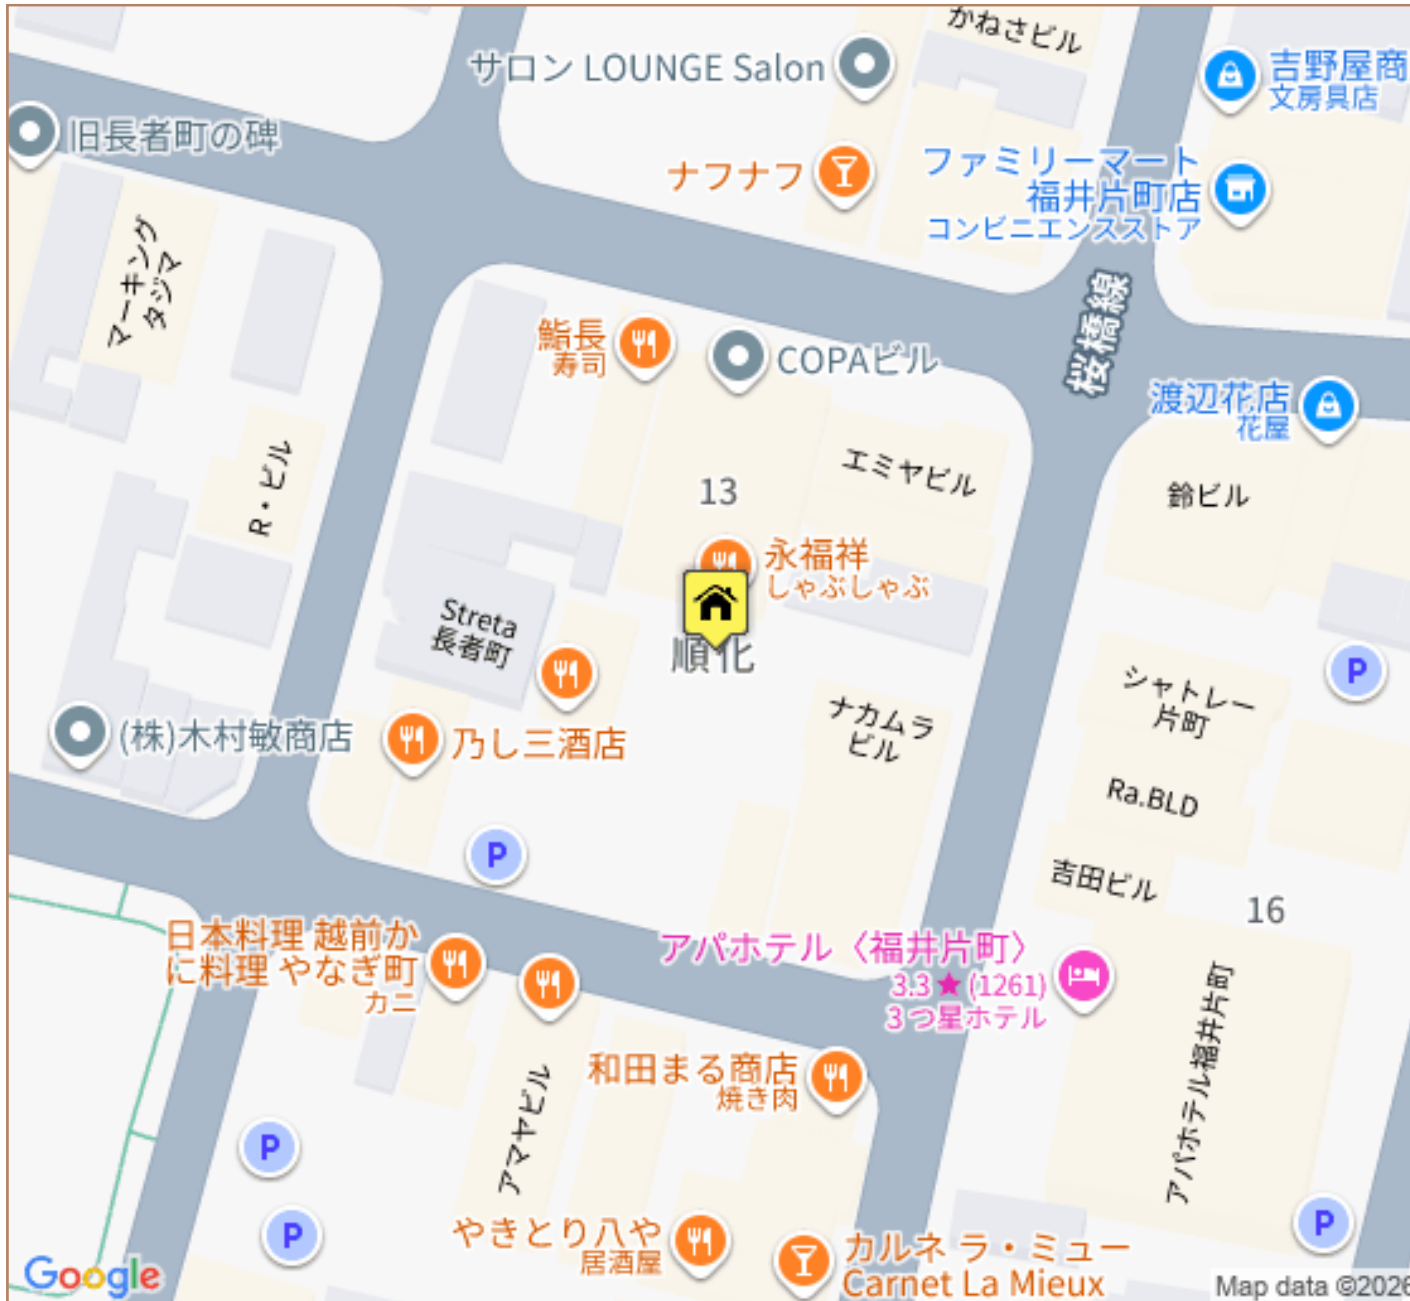 かねさビル
サロン LOUNGE Salon
吉野屋商
文房具店
旧長者町の碑
ナフナフ
ファミリーマート
福井片町店
コンビニエンスストア
マーキング
タジマ
桜橋線
鮨長
寿司
COPAビル
渡辺花店
花屋
R・ビル
13
エミヤビル
鈴ビル
永福祥
しゃぶしゃぶ
Streta
長者町
順化
シャトレー
片町
(株)木村敏商店
乃し三酒店
ナカムラ
ビル
Ra.BLD
P
P
吉田ビル
16
日本料理 越前か
に料理 やなぎ町
カニ
アパホテル〈福井片町〉
3.3★(1261)
3つ星ホテル
和田まる商店
焼き肉
アマヤビル
アパホテル福井片町
P
P
P
やきとり八や
居酒屋
カルネ ラ・ミュー
Carnet La Mieux
Google
Map data ©2026